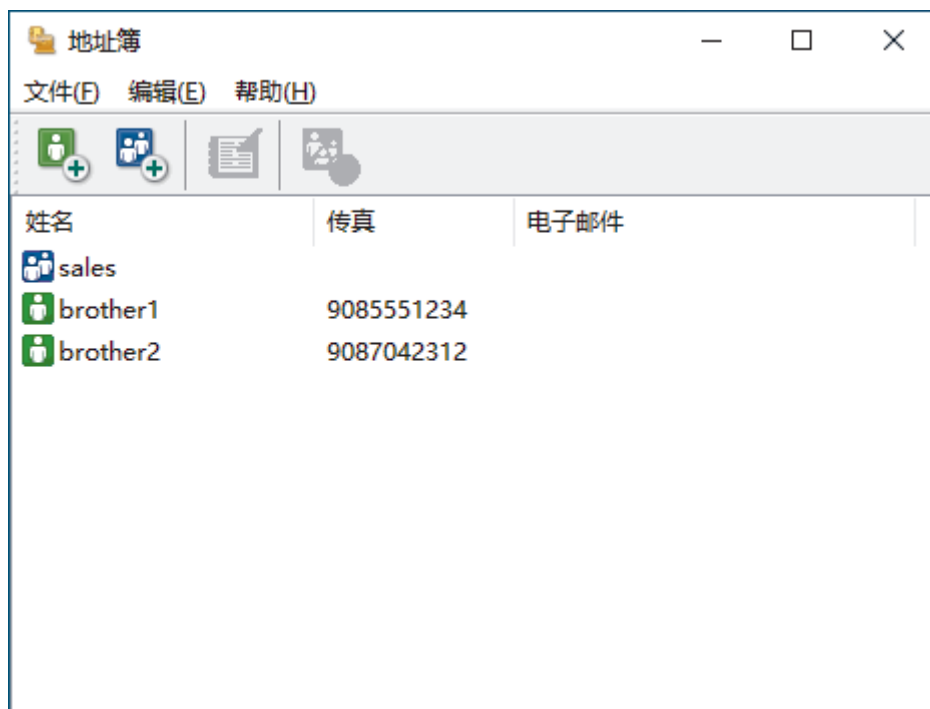 地址簿
文件(F) 编辑(E) 帮助(H)
姓名 传真 电子邮件
sales
brother1 9085551234
brother2 9087042312